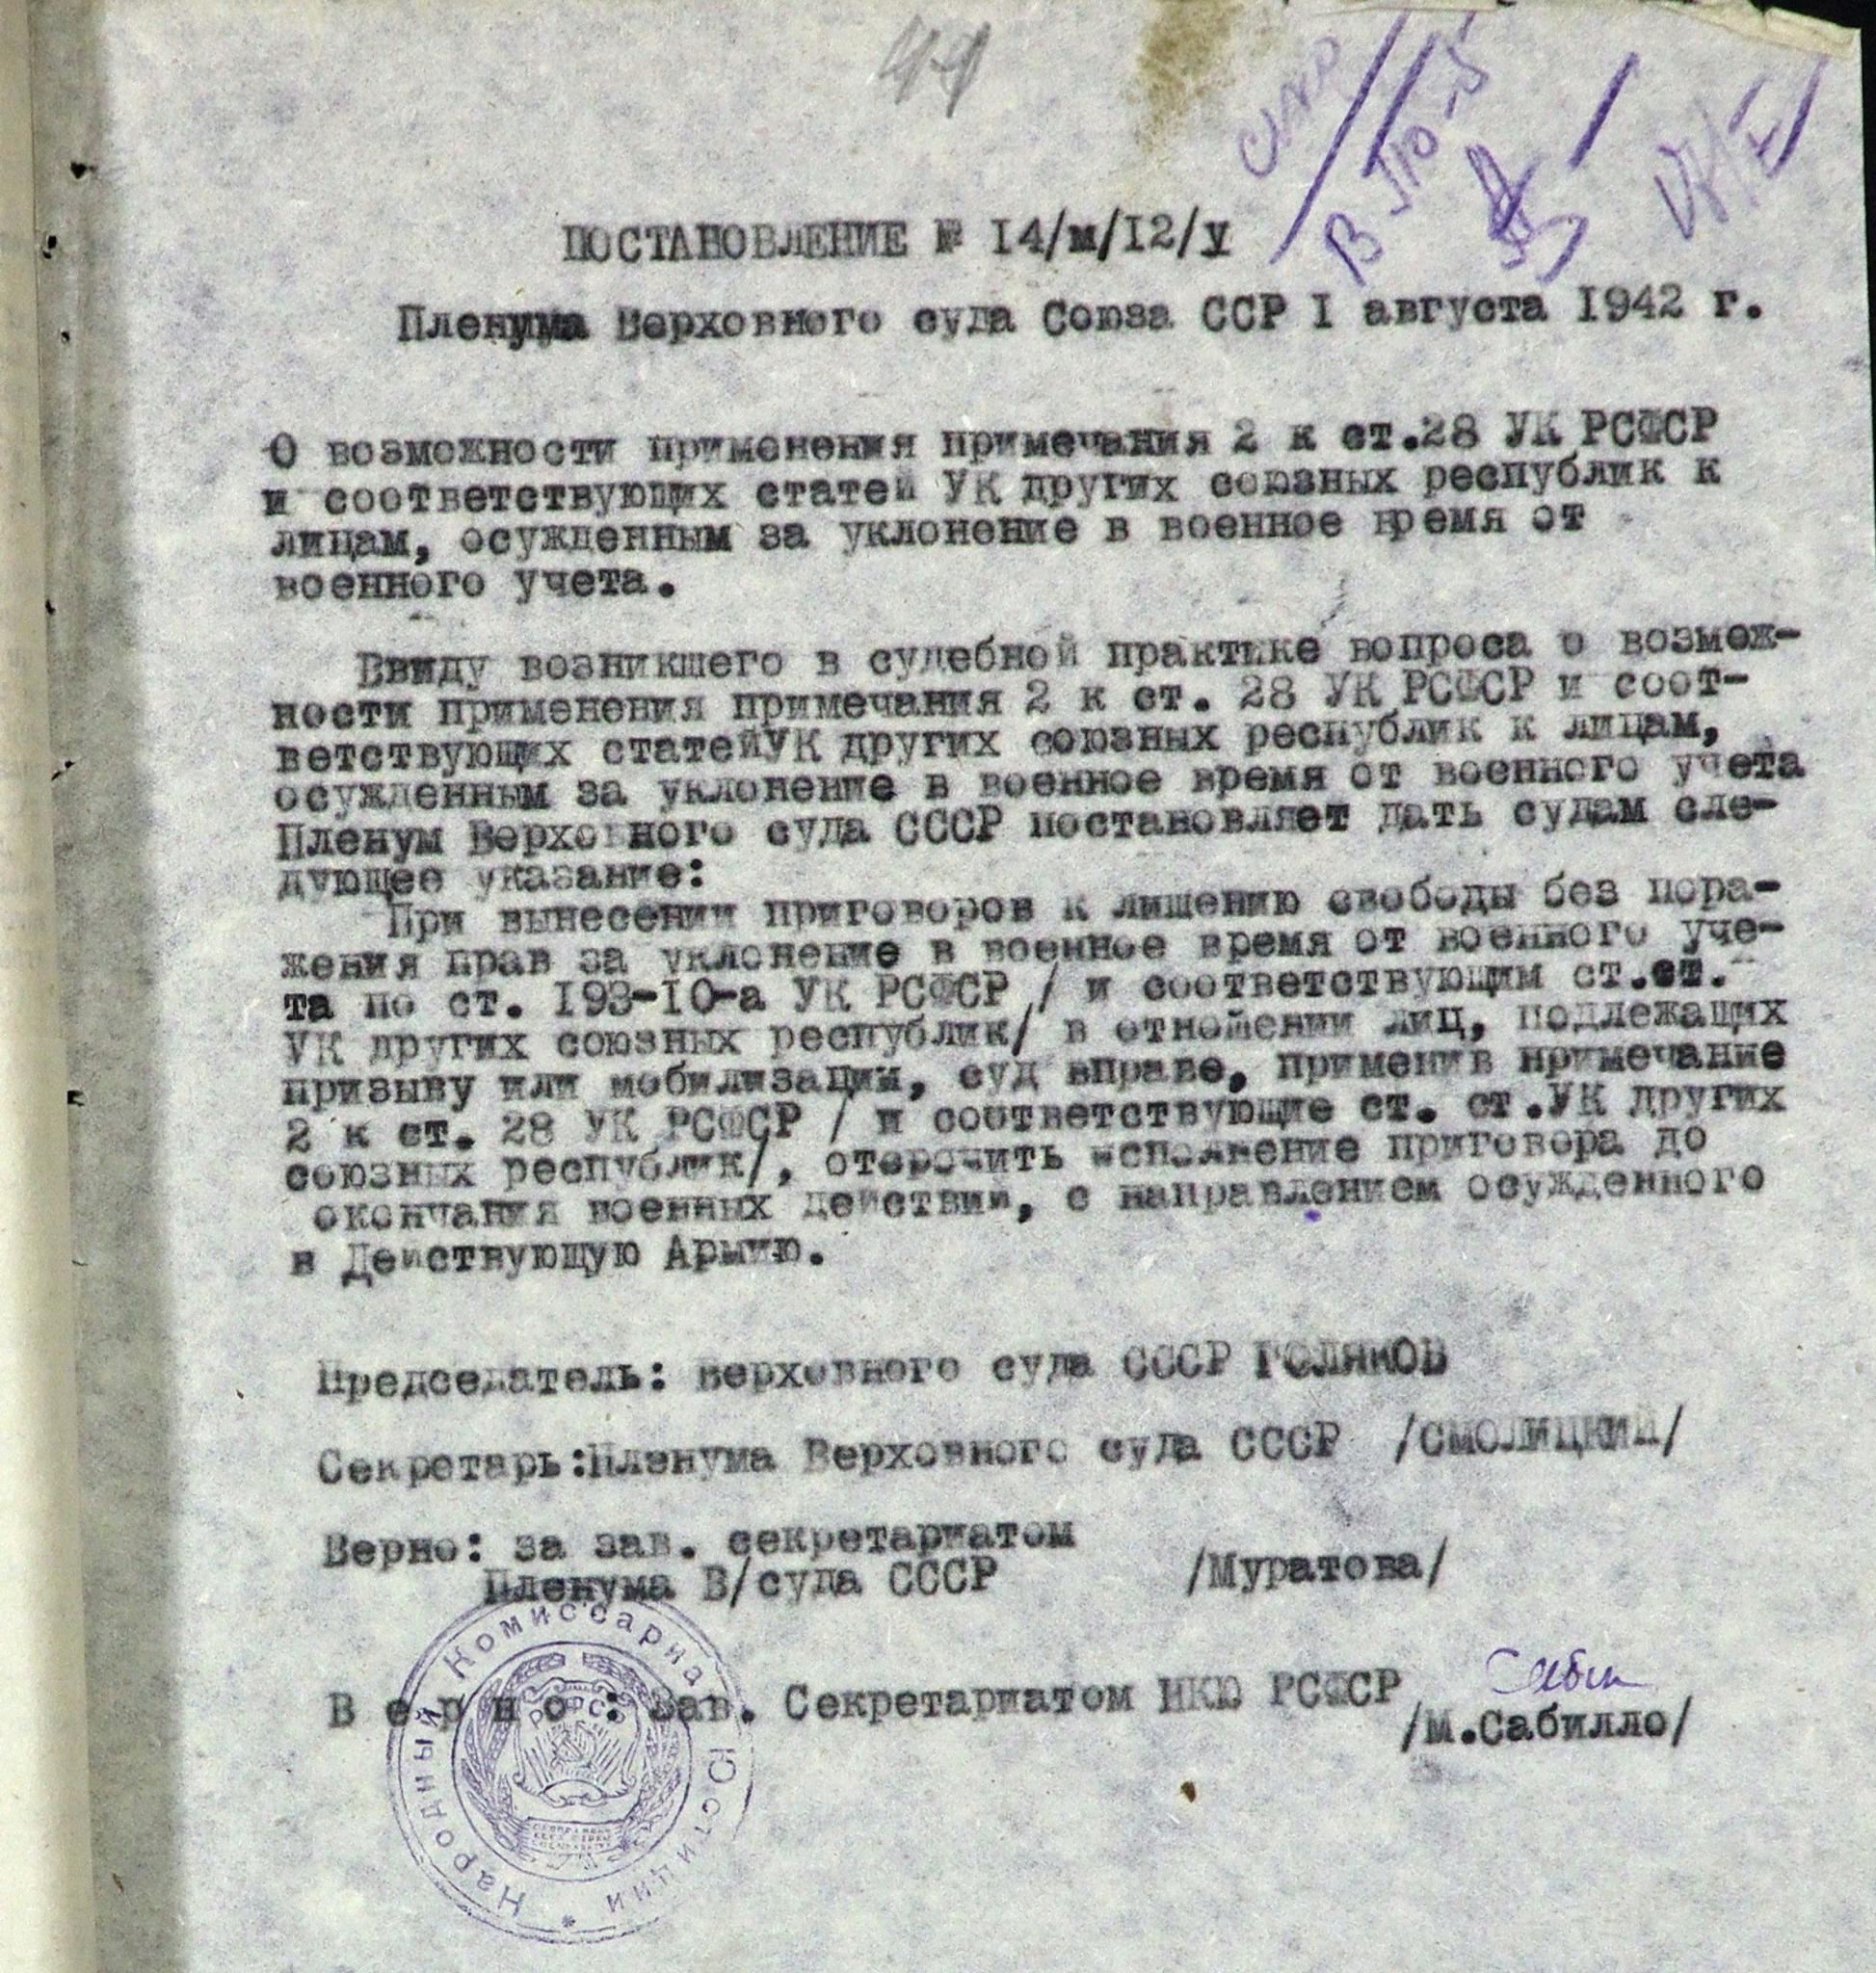 44
ПОСТАНОВЛЕНИЕ № I4/м/I2/у
Пленума Верховного суда Союза ССР I августа I942 г.
О возможности применения примечания 2 к ст.28 УК РСФСР
и соответствующих статей УК других союзных республик к
лицам, осужденным за уклонение в военное время от
военного учета.
Ввиду возникшего в судебной практике вопроса о возмож-
ности применения примечания 2 к ст. 28 УК РСФСР и соот-
ветствующих статейУК других союзных республик к лицам,
осужденным за уклонение в военное время от военного учета
Пленум Верховного суда СССР постановляет дать судам сле-
дующее указание:
При вынесении приговоров к лишению свободы без пора-
жения прав за уклонение в военное время от военного уче-
та по ст. I93-IO-а УК РСФСР / и соответствующим ст.ст.
УК других союзных республик/ в отношении лиц, подлежащих
призыву или мобилизации, суд вправе, применив примечание
2 к ст. 28 УК РСФСР / и соответствующие ст. ст.УК других
союзных республик/, отсрочить исполнение приговора до
окончания военных действий, с направлением осужденного
в Действующую Армию.
Председатель: Верховного суда СССР ГОЛЯКОВ
Секретарь:Пленума Верховного суда СССР /СМОЛИЦКИЙ/
Верно: за зав. секретариатом
Пленума В/суда СССР /Муратова/
В е р н о : Зав. Секретариатом НКЮ РСФСР
/М.Сабилло/
Народный Комиссариат Юстиции *
РСФСР